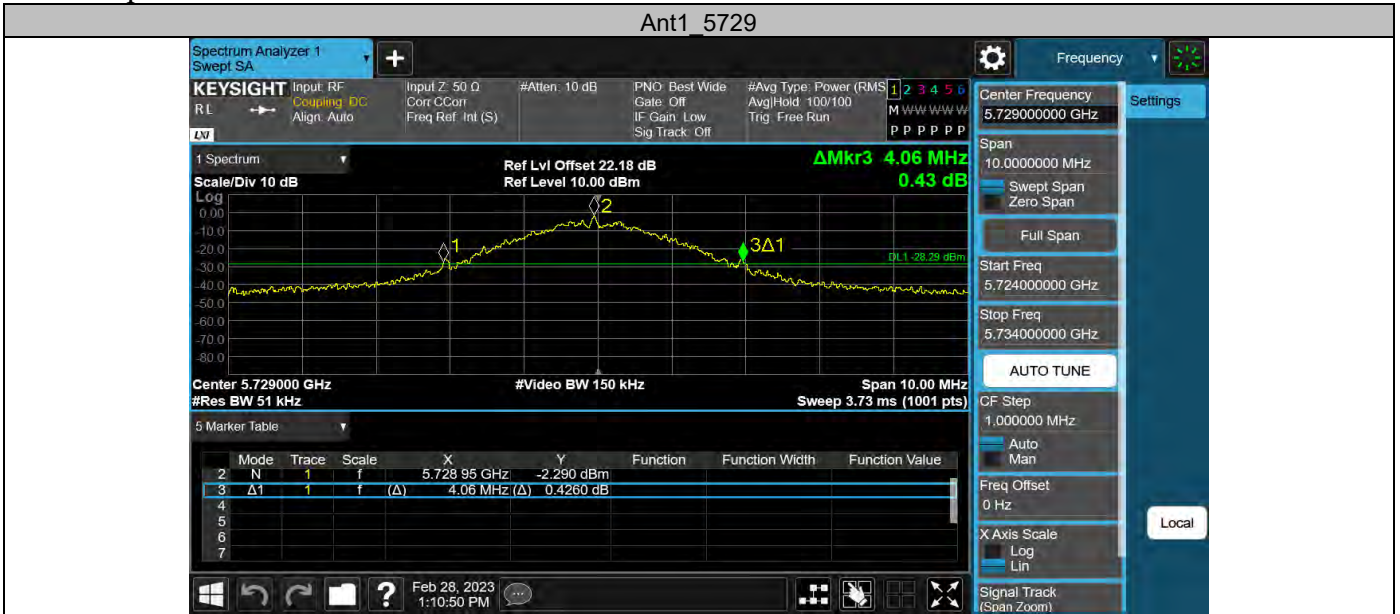 Ant1_5729
Spectrum Analyzer 1
Swept SA
+
Frequency
KEYSIGHT
RL
LXI
Input: RF
Coupling: DC
Align: Auto
Input Z: 50 Ω
Corr CCorr
Freq Ref: Int (S)
#Atten: 10 dB
PNO: Best Wide
Gate: Off
IF Gain: Low
Sig Track: Off
#Avg Type: Power (RMS
Avg|Hold: 100/100
Trig: Free Run
1 2 3 4 5 6
M W W W W W
P P P P P P
1 Spectrum
Scale/Div 10 dB
Ref Lvl Offset 22.18 dB
Ref Level 10.00 dBm
ΔMkr3 4.06 MHz
0.43 dB
Log
0.00
-10.0
-20.0
-30.0
-40.0
-50.0
-60.0
-70.0
-80.0
1
2
3Δ1
DL1 -28.29 dBm
Center 5.729000 GHz
#Res BW 51 kHz
#Video BW 150 kHz
Span 10.00 MHz
Sweep 3.73 ms (1001 pts)
5 Marker Table
Mode Trace Scale X Y Function Function Width Function Value
2 N 1 f 5.728 95 GHz -2.290 dBm
3 Δ1 1 f (Δ) 4.06 MHz (Δ) 0.4260 dB
4
5
6
7
?
Feb 28, 2023
1:10:50 PM
Center Frequency
5.729000000 GHz
Settings
Span
10.0000000 MHz
Swept Span
Zero Span
Full Span
Start Freq
5.724000000 GHz
Stop Freq
5.734000000 GHz
AUTO TUNE
CF Step
1.000000 MHz
Auto
Man
Freq Offset
0 Hz
Local
X Axis Scale
Log
Lin
Signal Track
(Span Zoom)